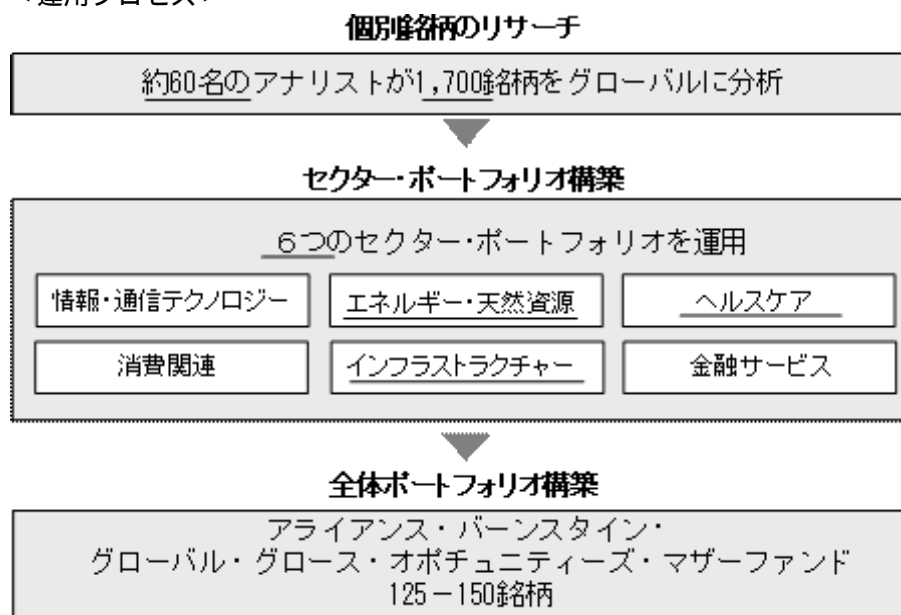 <運用プロセス>
個別銘柄のリサーチ
約60名のアナリストが1,700銘柄をグローバルに分析
セクター・ポートフォリオ構築
6つのセクター・ポートフォリオを運用
情報・通信テクノロジー
エネルギー・天然資源
ヘルスケア
消費関連
インフラストラクチャー
金融サービス
全体ポートフォリオ構築
アライアンス・バーンスタイン・
グローバル・グロース・オポチュニティーズ・マザーファンド
125-150銘柄